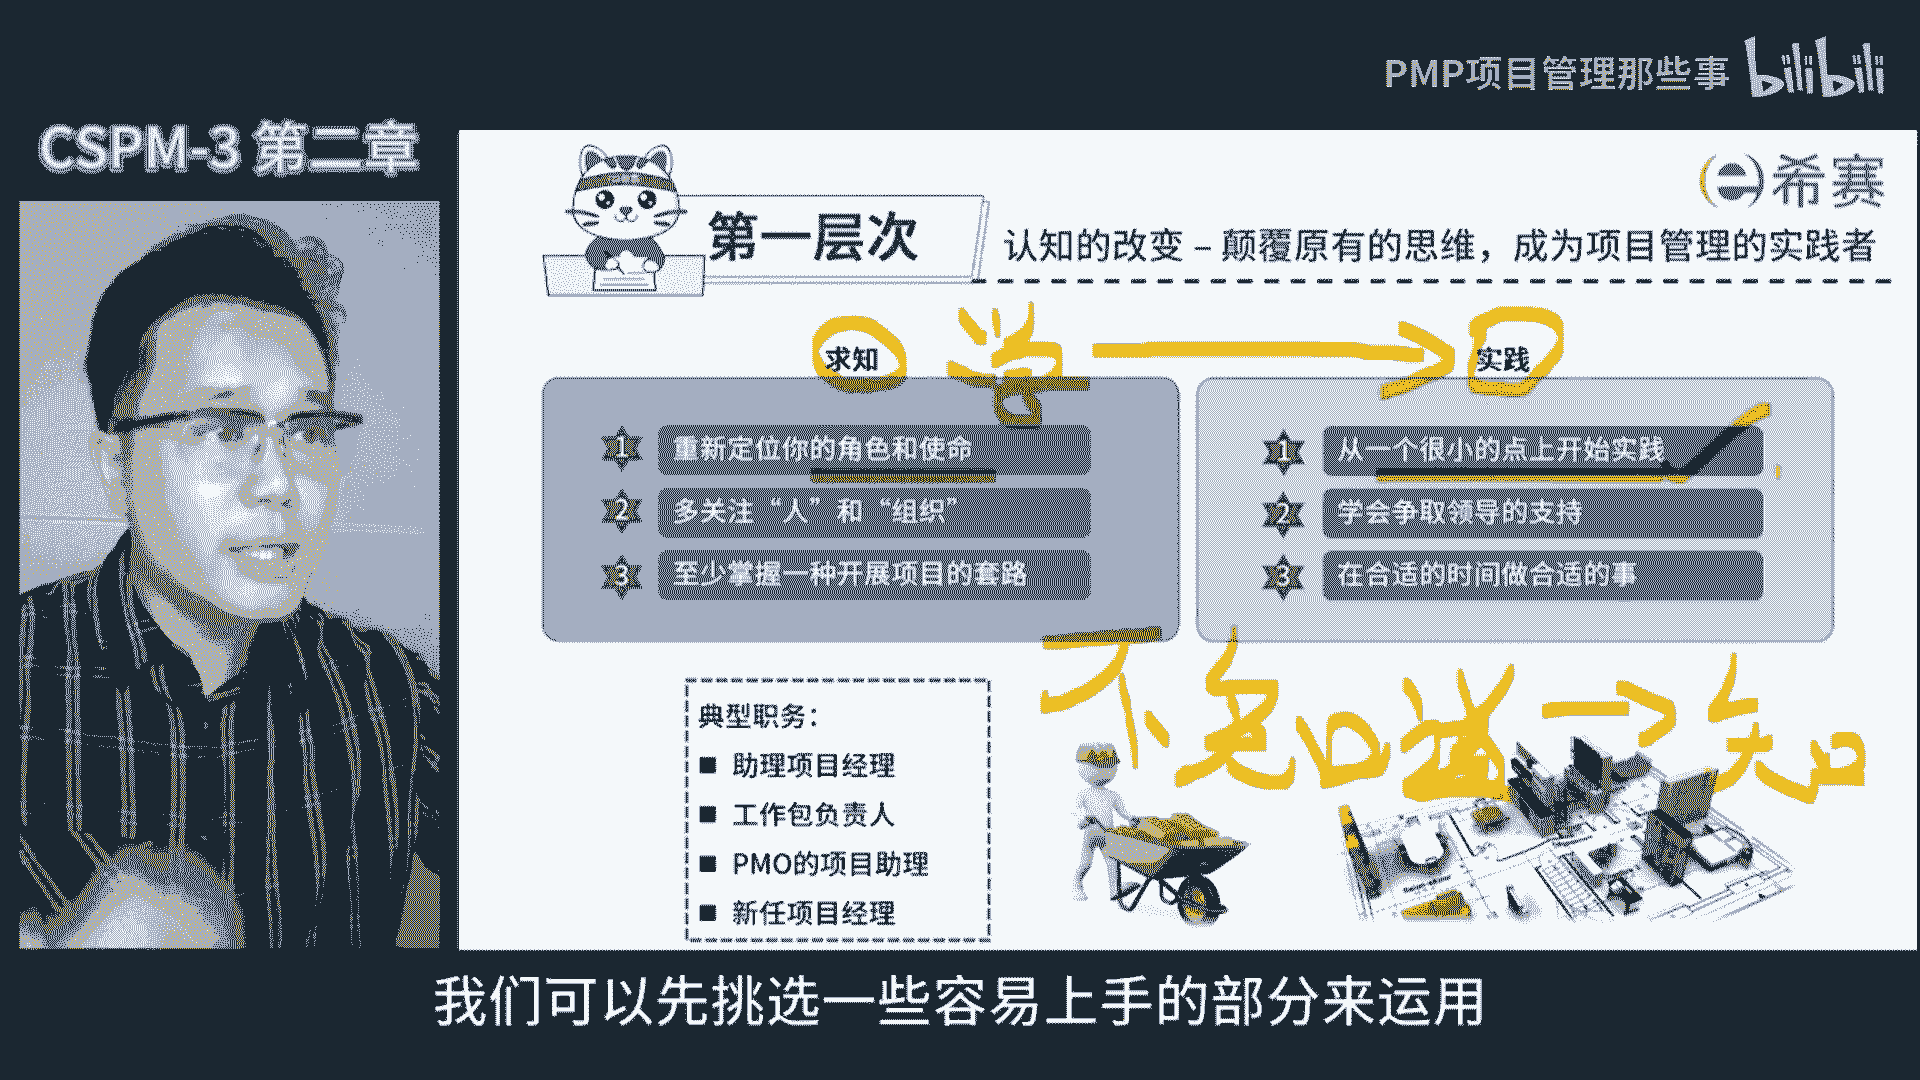 PMP项目管理那些事 bilibili
CSPM-3 第二章
希赛
第一层次
认知的改变 – 颠覆原有的思维，成为项目管理的实践者
求知
学
实践
1 重新定位你的角色和使命
2 多关注“人”和“组织”
3 至少掌握一种开展项目的套路
1 从一个很小的点上开始实践
2 学会争取领导的支持
3 在合适的时间做合适的事
典型职务：
■ 助理项目经理
■ 工作包负责人
■ PMO的项目助理
■ 新任项目经理
不知 → 知
我们可以先挑选一些容易上手的部分来运用